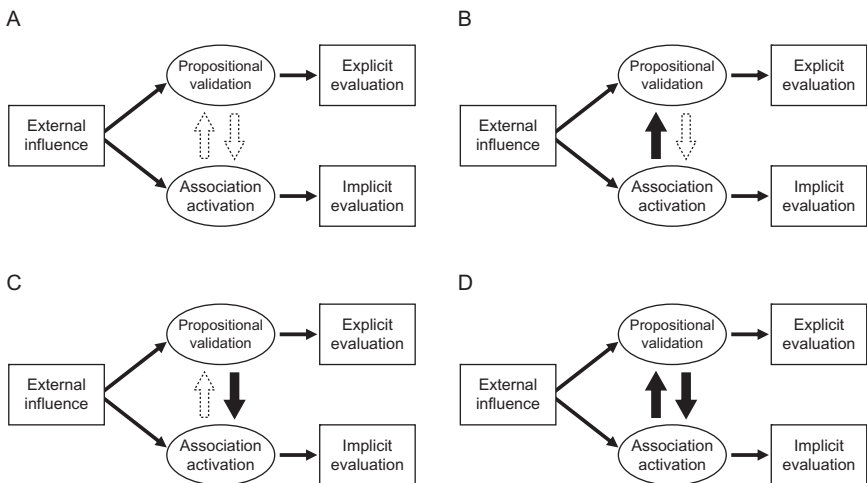 A
Propositional
validation
Explicit
evaluation
External
influence
Association
activation
Implicit
evaluation
B
Propositional
validation
Explicit
evaluation
External
influence
Association
activation
Implicit
evaluation
C
Propositional
validation
Explicit
evaluation
External
influence
Association
activation
Implicit
evaluation
D
Propositional
validation
Explicit
evaluation
External
influence
Association
activation
Implicit
evaluation